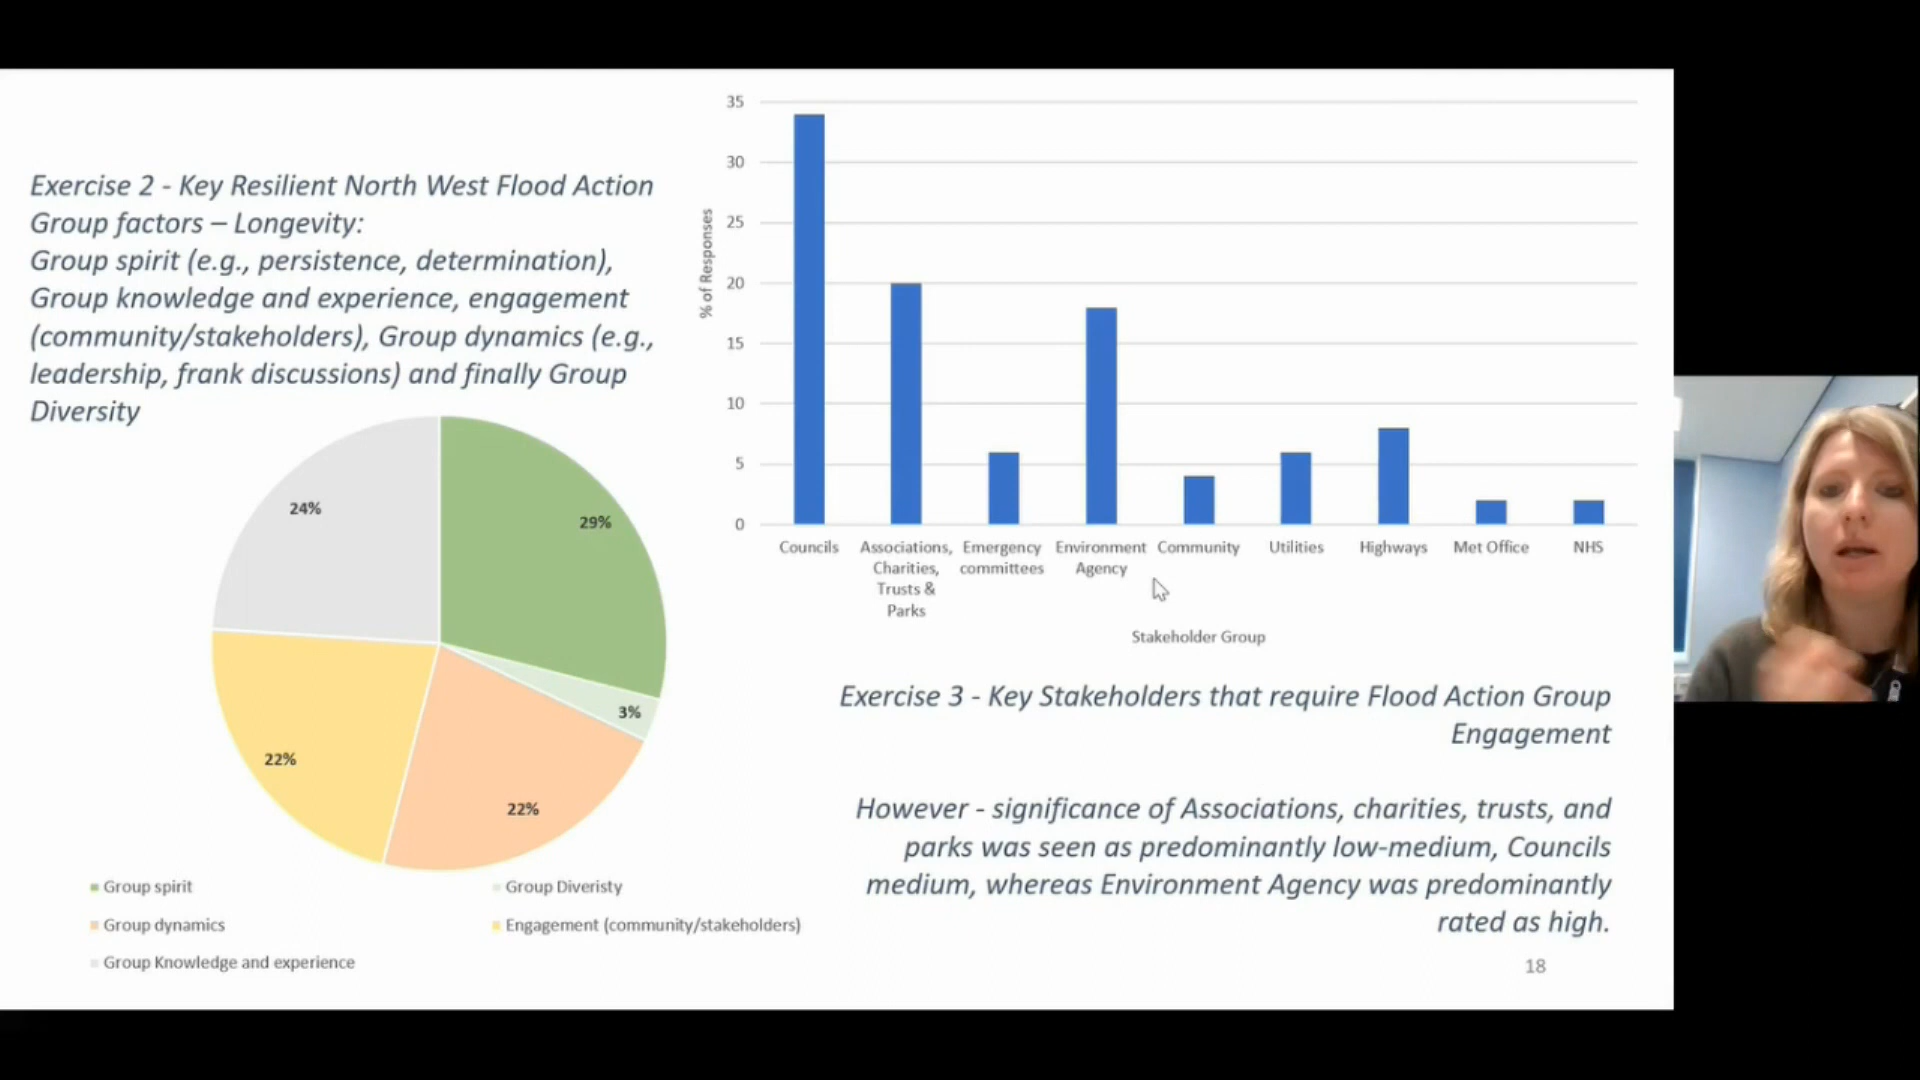 Exercise 2 - Key Resilient North West Flood Action
Group factors – Longevity:
Group spirit (e.g., persistence, determination),
Group knowledge and experience, engagement
(community/stakeholders), Group dynamics (e.g.,
leadership, frank discussions) and finally Group
Diversity
24%
29%
3%
22%
22%
Group spirit
Group Diveristy
Group dynamics
Engagement (community/stakeholders)
Group Knowledge and experience
% of Responses
35
30
25
20
15
10
5
0
Councils
Associations,
Charities,
Trusts &
Parks
Emergency
committees
Environment
Agency
Community
Utilities
Highways
Met Office
NHS
Stakeholder Group
Exercise 3 - Key Stakeholders that require Flood Action Group
Engagement
However - significance of Associations, charities, trusts, and
parks was seen as predominantly low-medium, Councils
medium, whereas Environment Agency was predominantly
rated as high.
18